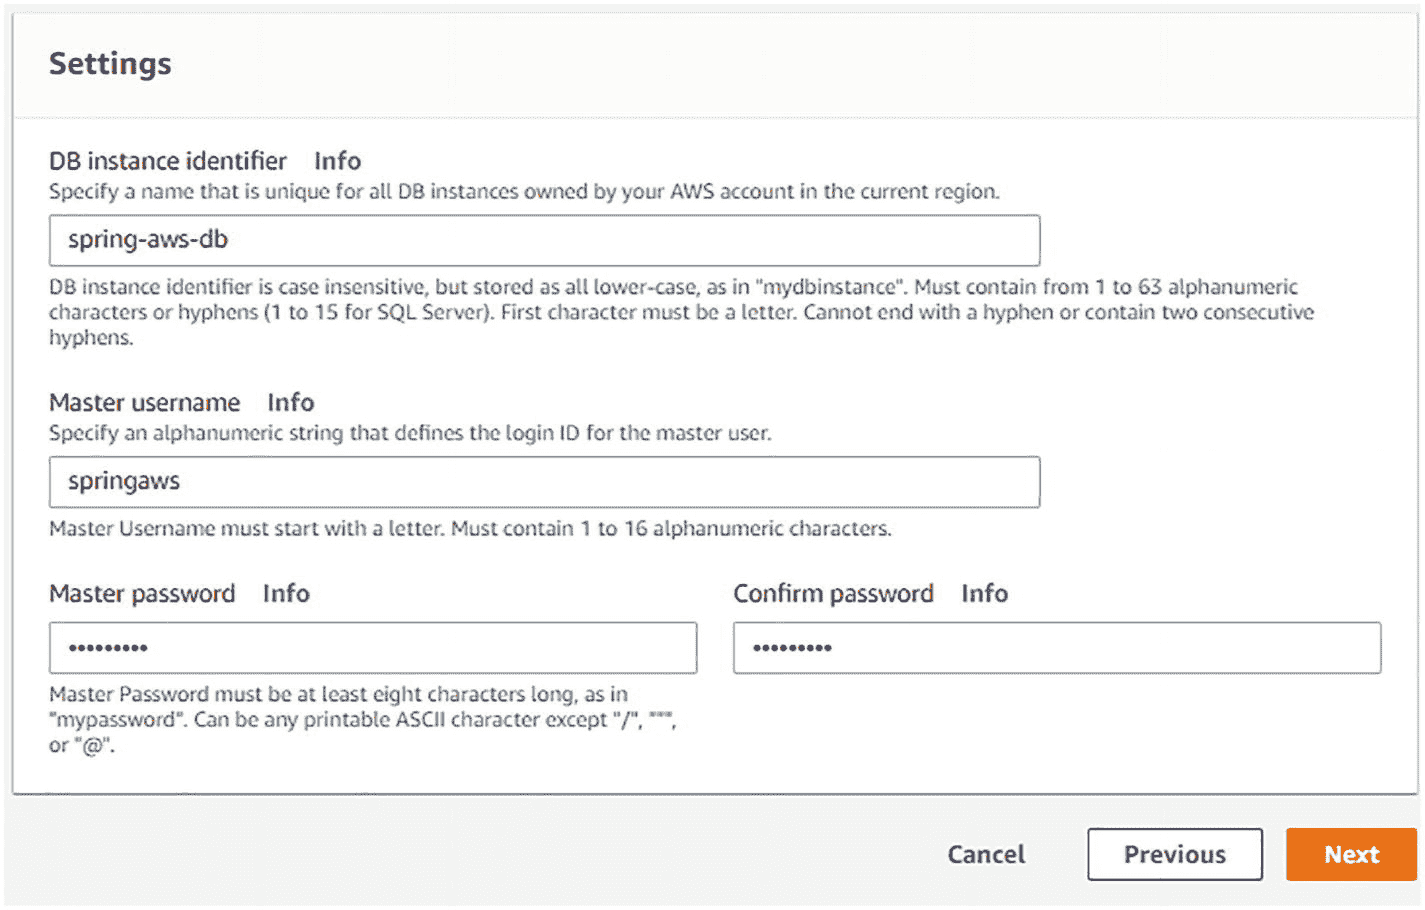 Settings
DB instance identifier Info
Specify a name that is unique for all DB instances owned by your AWS account in the current region.
spring-aws-db
DB instance identifier is case insensitive, but stored as all lower-case, as in "mydbinstance". Must contain from 1 to 63 alphanumeric
characters or hyphens (1 to 15 for SQL Server). First character must be a letter. Cannot end with a hyphen or contain two consecutive
hyphens.
Master username Info
Specify an alphanumeric string that defines the login ID for the master user.
springaws
Master Username must start with a letter. Must contain 1 to 16 alphanumeric characters.
Master password Info
•••••••••
Master Password must be at least eight characters long, as in
"mypassword". Can be any printable ASCII character except "/", """,
or "@".
Confirm password Info
•••••••••
Cancel Previous Next